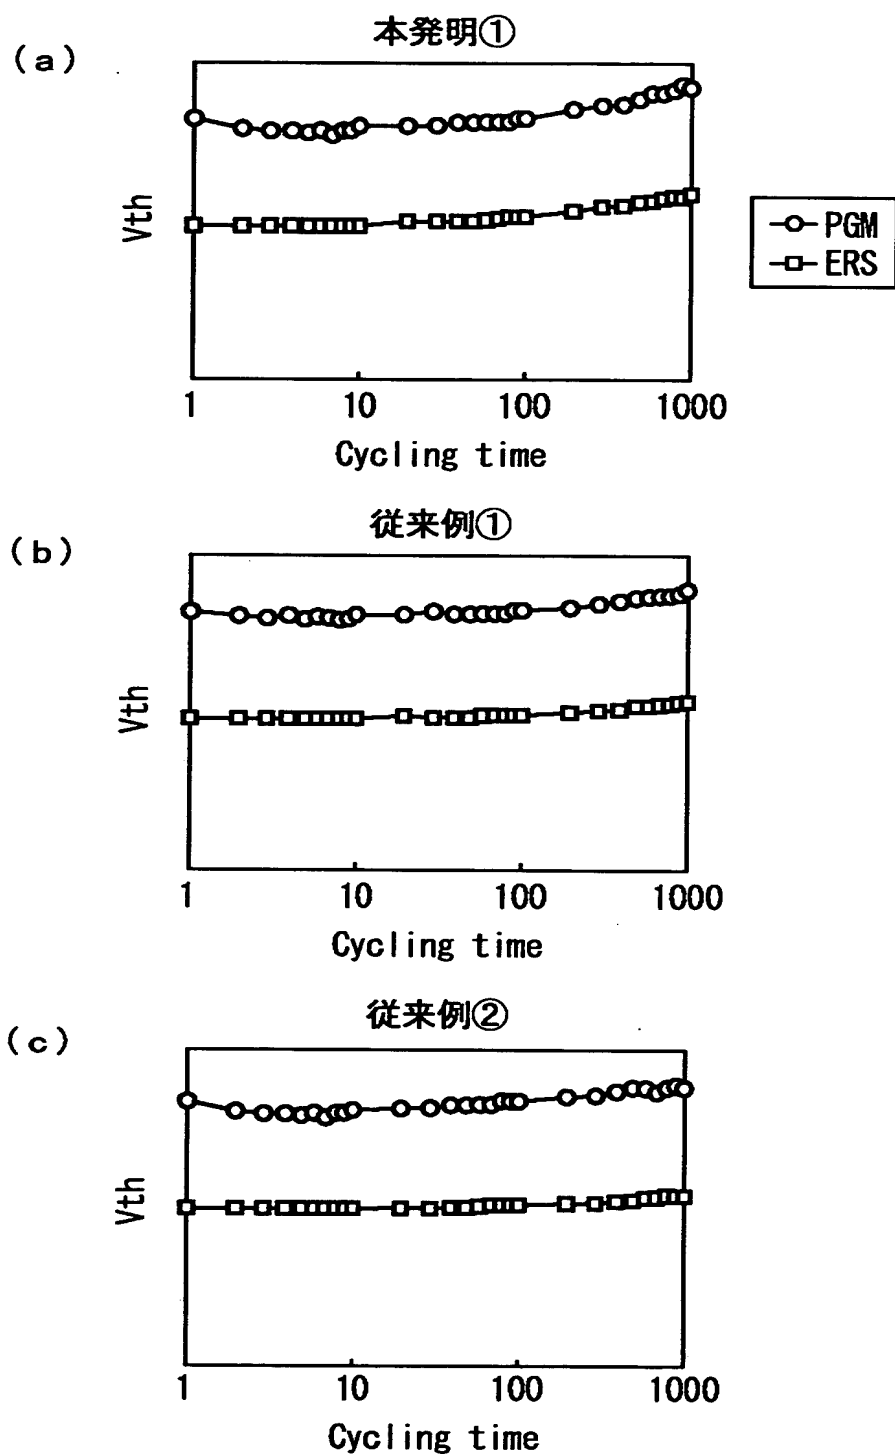 本発明①
(a)
Vth
PGM
ERS
1 10 100 1000
Cycling time
従来例①
(b)
Vth
1 10 100 1000
Cycling time
従来例②
(c)
Vth
1 10 100 1000
Cycling time